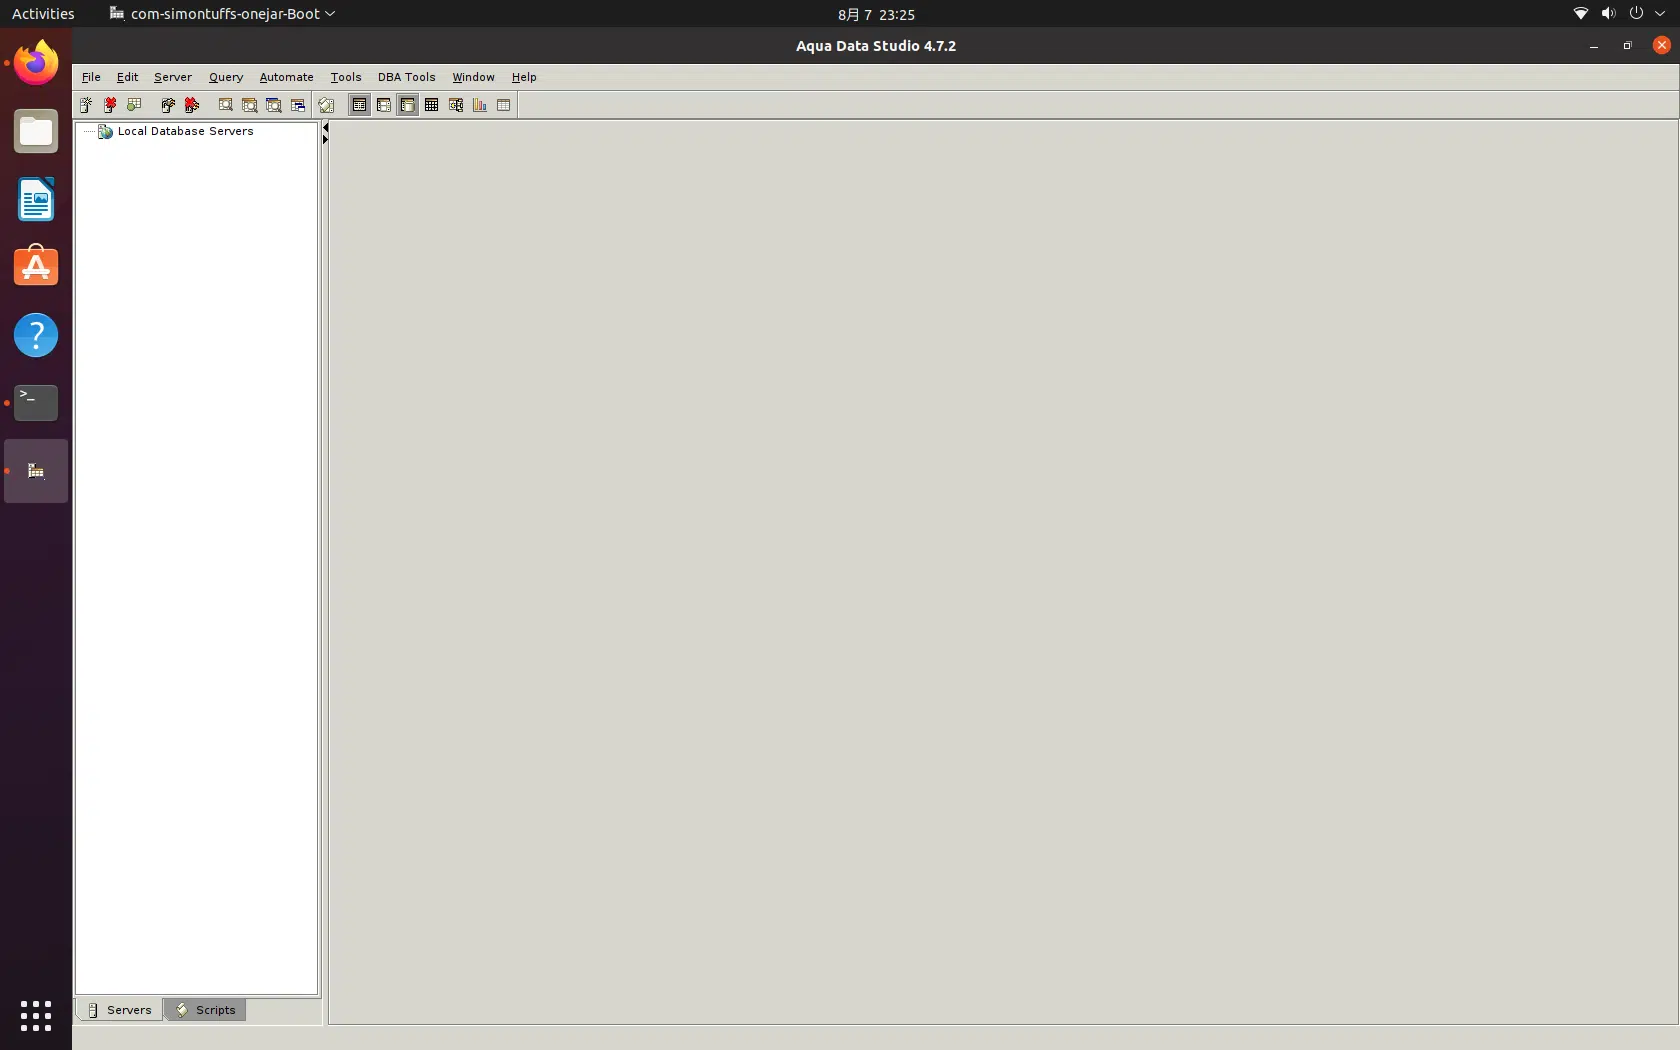 Activities com-simontuffs-onejar-Boot 8月 7 23:25
Aqua Data Studio 4.7.2
File Edit Server Query Automate Tools DBA Tools Window Help
Local Database Servers
>_
Servers Scripts